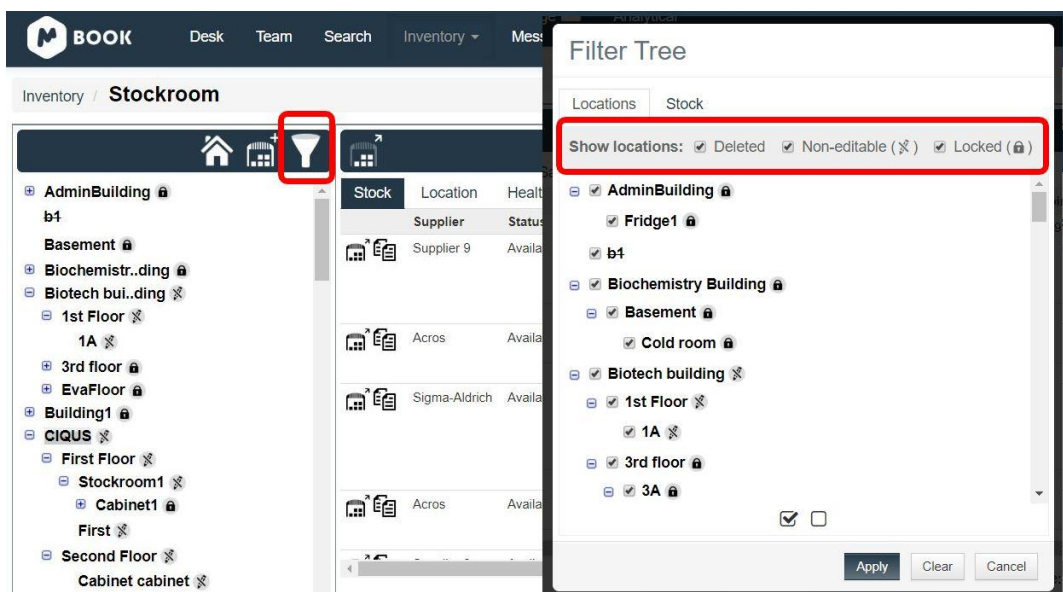 BOOK Desk Team Search Inventory Mes
Inventory / Stockroom
AdminBuilding
b1
Basement
Biochemistr..ding
Biotech bui..ding
1st Floor
1A
3rd floor
EvaFloor
Building1
CIQUS
First Floor
Stockroom1
Cabinet1
First
Second Floor
Cabinet cabinet
Stock Location Healt
Supplier Status
Supplier 9 Availa
Acros Availa
Sigma-Aldrich Availa
Acros Availa
Analytical
Filter Tree
Locations Stock
Show locations: Deleted Non-editable ( ) Locked ( )
AdminBuilding
Fridge1
b1
Biochemistry Building
Basement
Cold room
Biotech building
1st Floor
1A
3rd floor
3A
Apply Clear Cancel